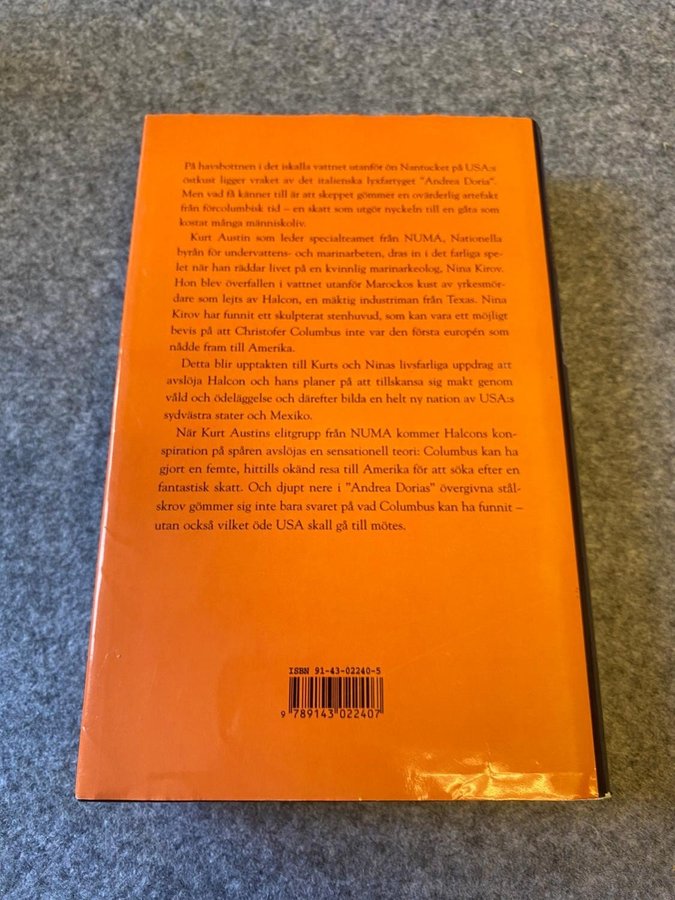 På havsbottnen i det iskalla vattnet utanför ön Nantucket på USA:s
östkust ligger vraket av det italienska lyxfartyget "Andrea Doria".
Men vad få känner till är att skeppet gömmer en ovärderlig artefakt
från förcolumbisk tid – en skatt som utgör nyckeln till en gåta som
kostat många människoliv.
Kurt Austin som leder specialteamet från NUMA, Nationella
byrån för undervattens- och marinarbeten, dras in i det farliga spe-
let när han räddar livet på en kvinnlig marinarkeolog, Nina Kirov.
Hon blev överfallen i vattnet utanför Marockos kust av yrkesmör-
dare som lejts av Halcon, en mäktig industriman från Texas. Nina
Kirov har funnit ett skulpterat stenhuvud, som kan vara ett möjligt
bevis på att Christofer Columbus inte var den första europén som
nådde fram till Amerika.
Detta blir upptakten till Kurts och Ninas livsfarliga uppdrag att
avslöja Halcon och hans planer på att tillskansa sig makt genom
våld och ödeläggelse och därefter bilda en helt ny nation av USA:s
sydvästra stater och Mexiko.
När Kurt Austins elitgrupp från NUMA kommer Halcons kon-
spiration på spåren avslöjas en sensationell teori: Columbus kan ha
gjort en femte, hittills okänd resa till Amerika för att söka efter en
fantastisk skatt. Och djupt nere i "Andrea Dorias" övergivna stål-
skrov gömmer sig inte bara svaret på vad Columbus kan ha funnit –
utan också vilket öde USA skall gå till mötes.
ISBN 91-43-02240-5
9 789143 022407